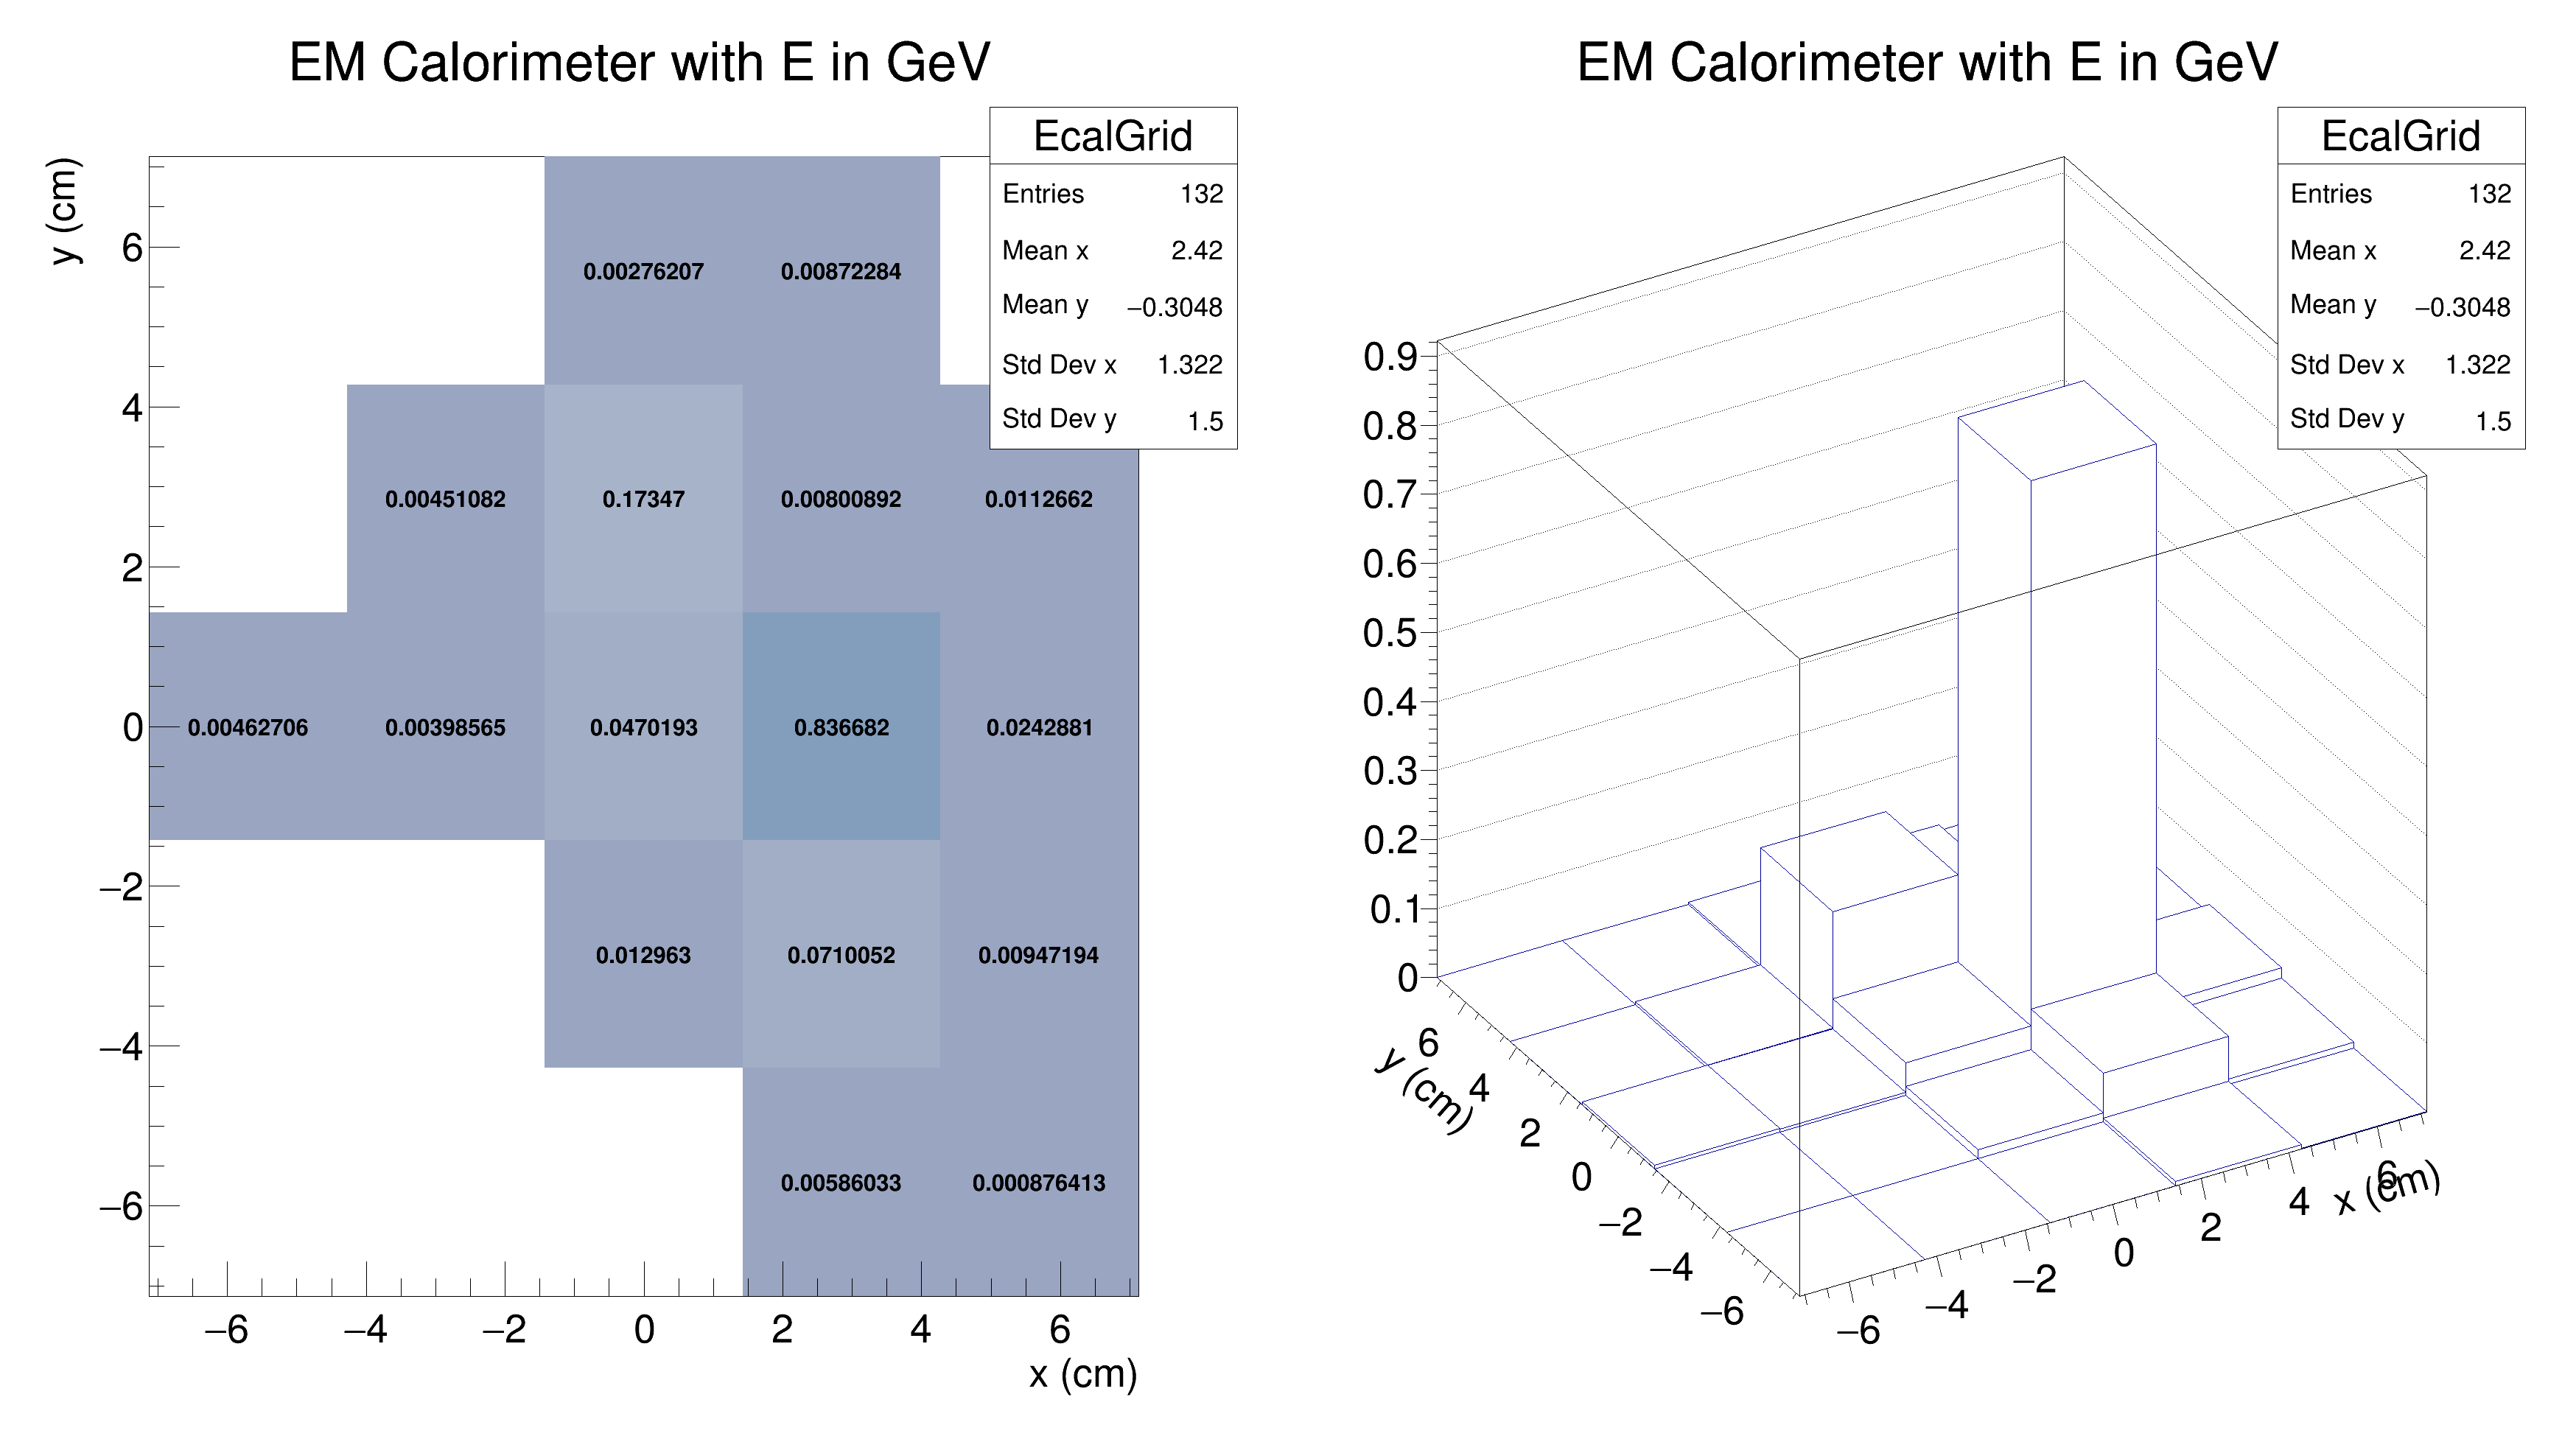 EM Calorimeter with E in GeV
EcalGrid
Entries 132
Mean x 2.42
Mean y −0.3048
Std Dev x 1.322
Std Dev y 1.5
y (cm)
6
4
2
0
−2
−4
−6
0.00276207 0.00872284
0.00451082 0.17347 0.00800892 0.0112662
0.00462706 0.00398565 0.0470193 0.836682 0.0242881
0.012963 0.0710052 0.00947194
0.00586033 0.000876413
−6 −4 −2 0 2 4 6
x (cm)
EM Calorimeter with E in GeV
EcalGrid
Entries 132
Mean x 2.42
Mean y −0.3048
Std Dev x 1.322
Std Dev y 1.5
0.9
0.8
0.7
0.6
0.5
0.4
0.3
0.2
0.1
0
y (cm)
6
4
2
0
−2
−4
−6
−6
−4
−2
0
2
4
6
x (cm)